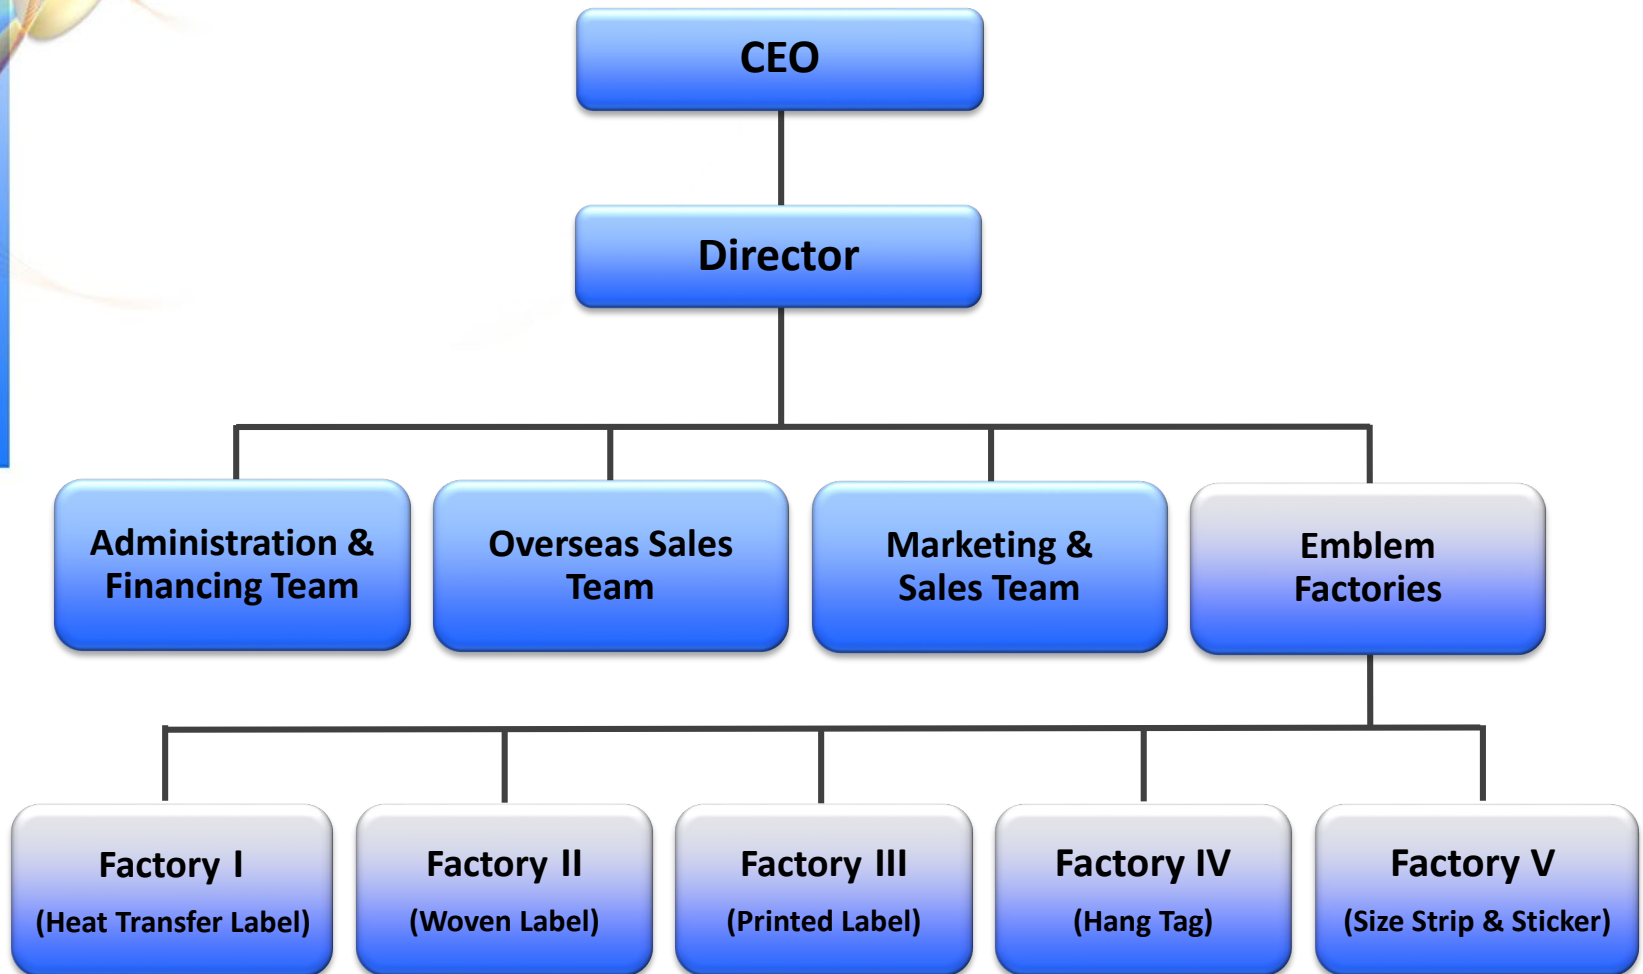 CEO
Director
Administration &
Financing Team
Overseas Sales
Team
Marketing &
Sales Team
Emblem
Factories
Factory I
(Heat Transfer Label)
Factory II
(Woven Label)
Factory III
(Printed Label)
Factory IV
(Hang Tag)
Factory V
(Size Strip & Sticker)